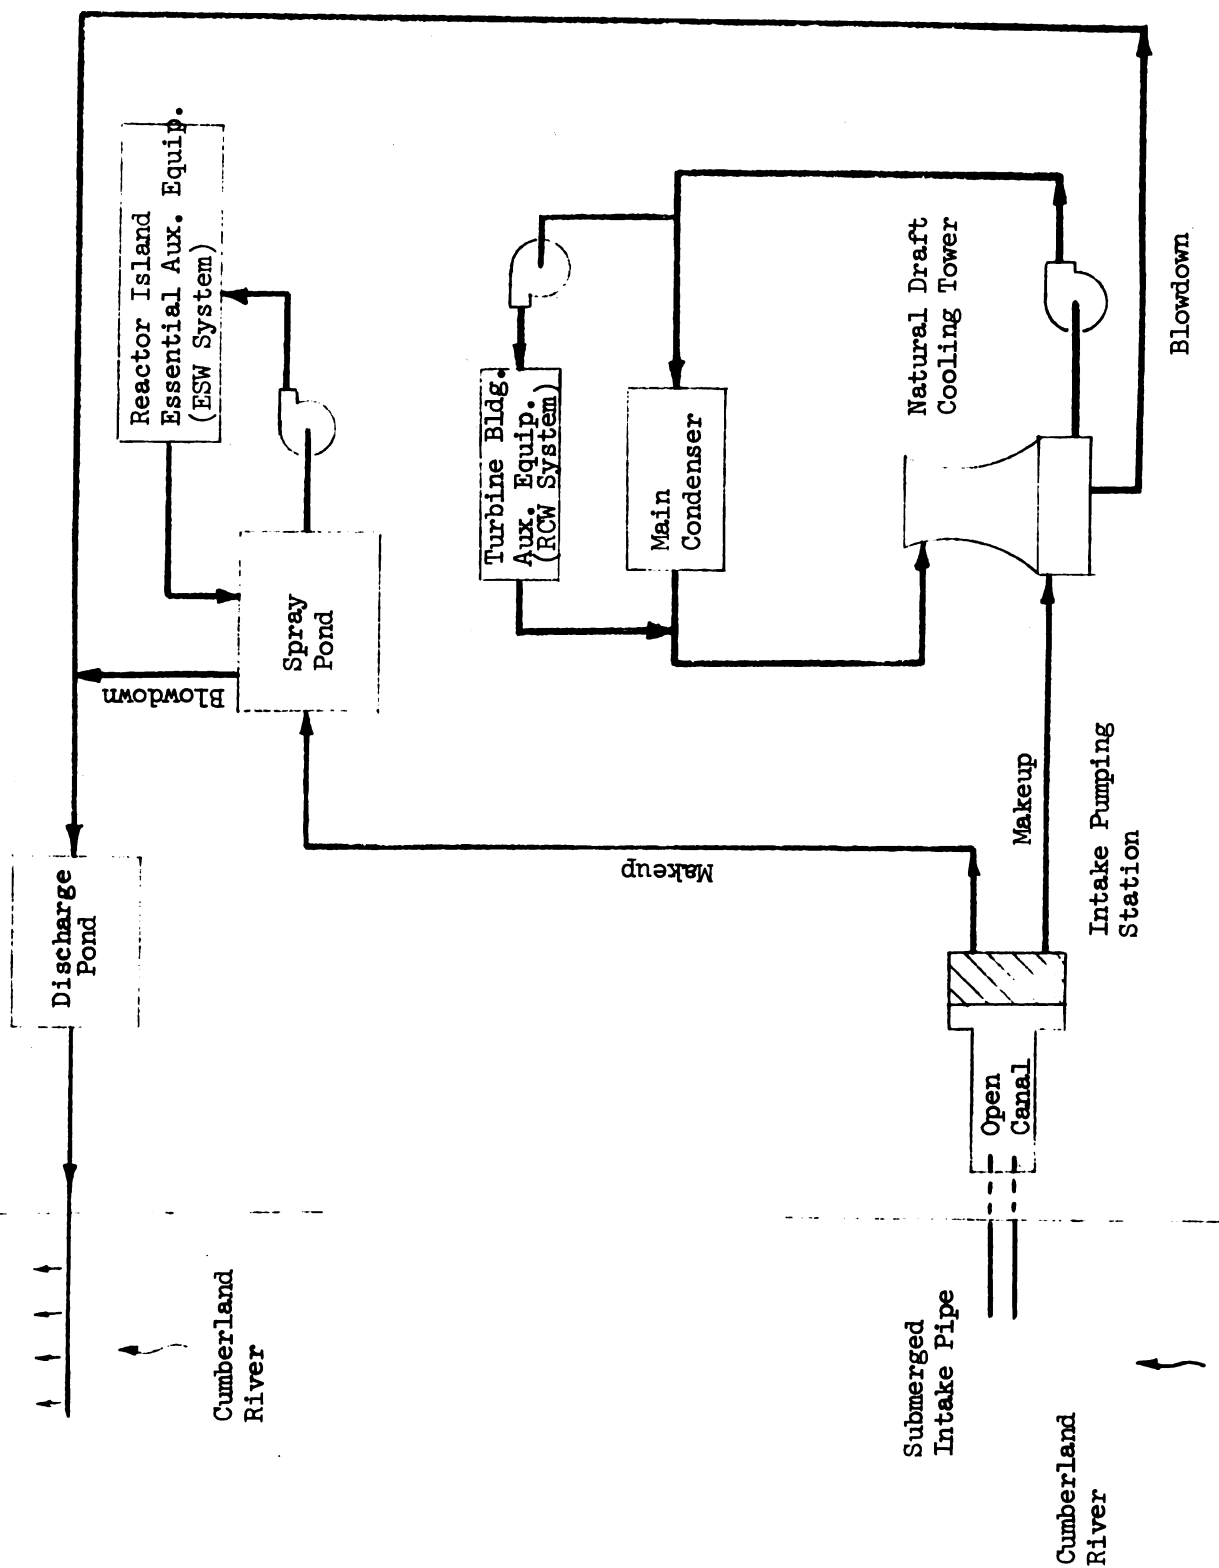 Reactor Island
Essential Aux. Equip.
(ESW System)
Spray
Pond
Blowdown
Discharge
Pond
Cumberland
River
Turbine Bldg.
Aux. Equip.
(RCW System)
Main
Condenser
Natural Draft
Cooling Tower
Blowdown
Makeup
Makeup
Intake Pumping
Station
Open
Canal
Submerged
Intake Pipe
Cumberland
River